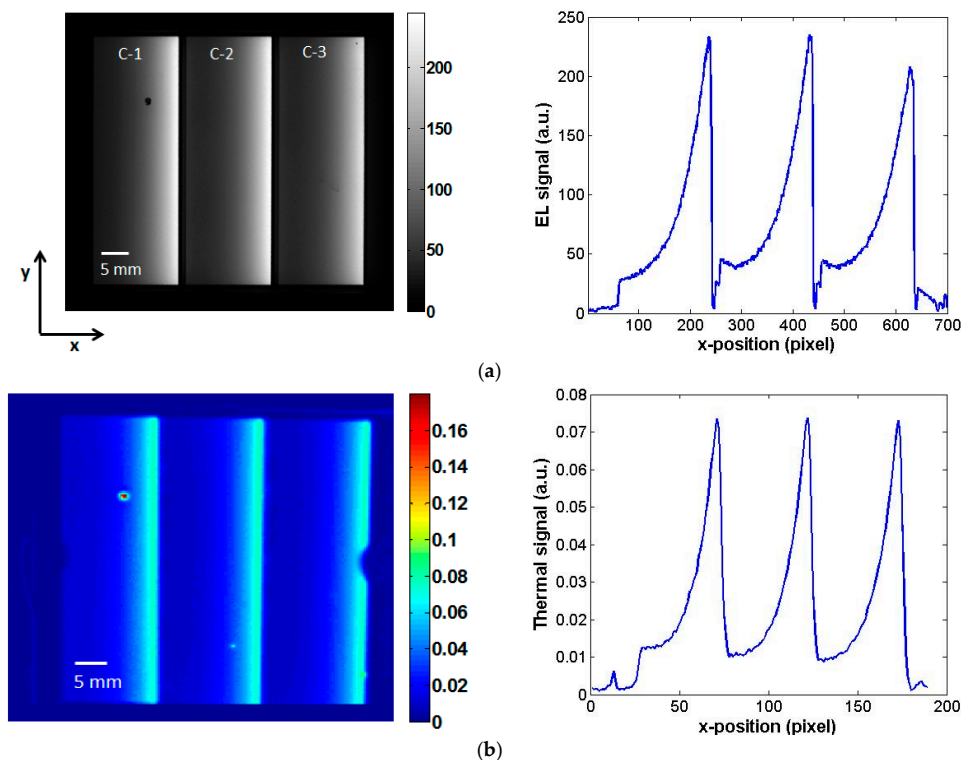 C-1 C-2 C-3
5 mm
y
x
200
150
100
50
0
EL signal (a.u.)
250
200
150
100
50
0
100 200 300 400 500 600 700
x-position (pixel)
(a)
5 mm
0.16
0.14
0.12
0.10
0.08
0.06
0.04
0.02
0
Thermal signal (a.u.)
0.08
0.07
0.06
0.05
0.04
0.03
0.02
0.01
0
0 50 100 150 200
x-position (pixel)
(b)